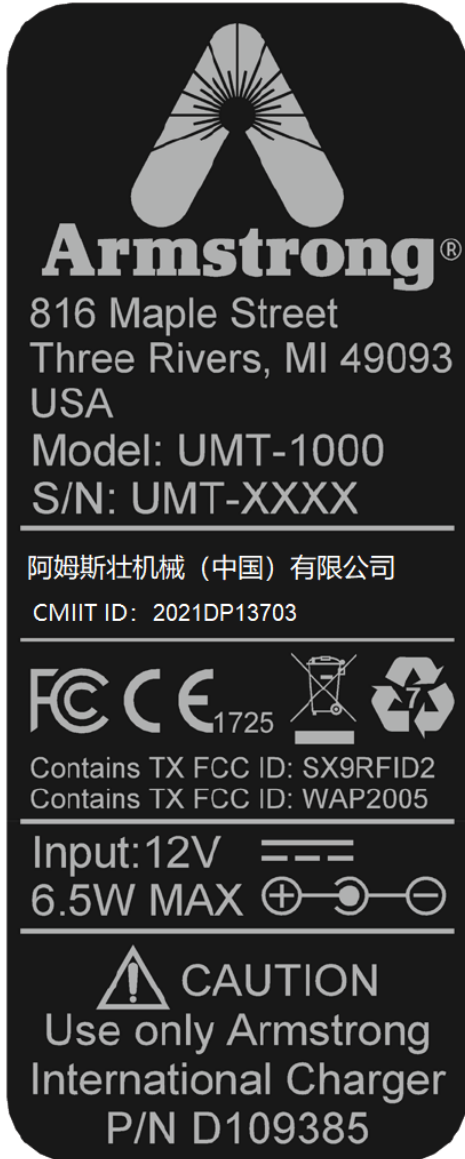 Armstrong®
816 Maple Street
Three Rivers, MI 49093
USA
Model: UMT-1000
S/N: UMT-XXXX
阿姆斯壮机械（中国）有限公司
CMIIT ID：2021DP13703
FC CE 1725 7
Contains TX FCC ID: SX9RFID2
Contains TX FCC ID: WAP2005
Input:12V
6.5W MAX
CAUTION
Use only Armstrong
International Charger
P/N D109385